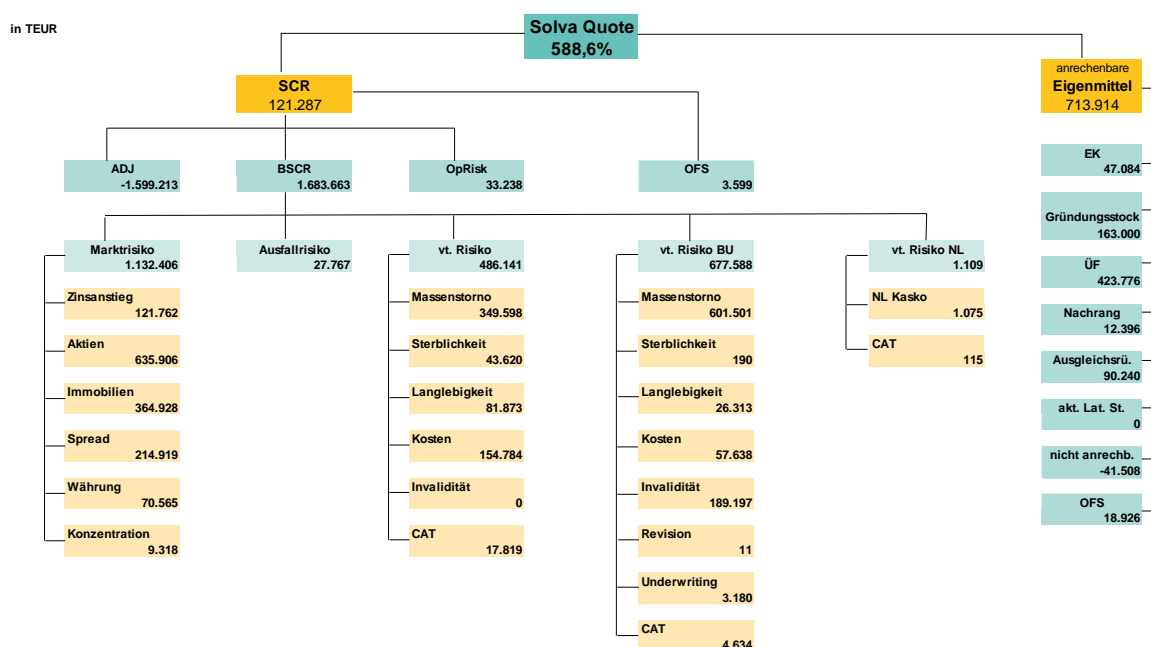 in TEUR
Solva Quote
588,6%
SCR
121.287
anrechenbare
Eigenmittel
713.914
ADJ
-1.599.213
BSCR
1.683.663
OpRisk
33.238
OFS
3.599
EK
47.084
Gründungsstock
163.000
ÜF
423.776
Nachrang
12.396
Ausgleichsrü.
90.240
akt. Lat. St.
0
nicht anrechb.
-41.508
OFS
18.926
Marktrisiko
1.132.406
Zinsanstieg
121.762
Aktien
635.906
Immobilien
364.928
Spread
214.919
Währung
70.565
Konzentration
9.318
Ausfallrisiko
27.767
vt. Risiko
486.141
Massenstorno
349.598
Sterblichkeit
43.620
Langlebigkeit
81.873
Kosten
154.784
Invalidität
0
CAT
17.819
vt. Risiko BU
677.588
Massenstorno
601.501
Sterblichkeit
190
Langlebigkeit
26.313
Kosten
57.638
Invalidität
189.197
Revision
11
Underwriting
3.180
CAT
4.634
vt. Risiko NL
1.109
NL Kasko
1.075
CAT
115